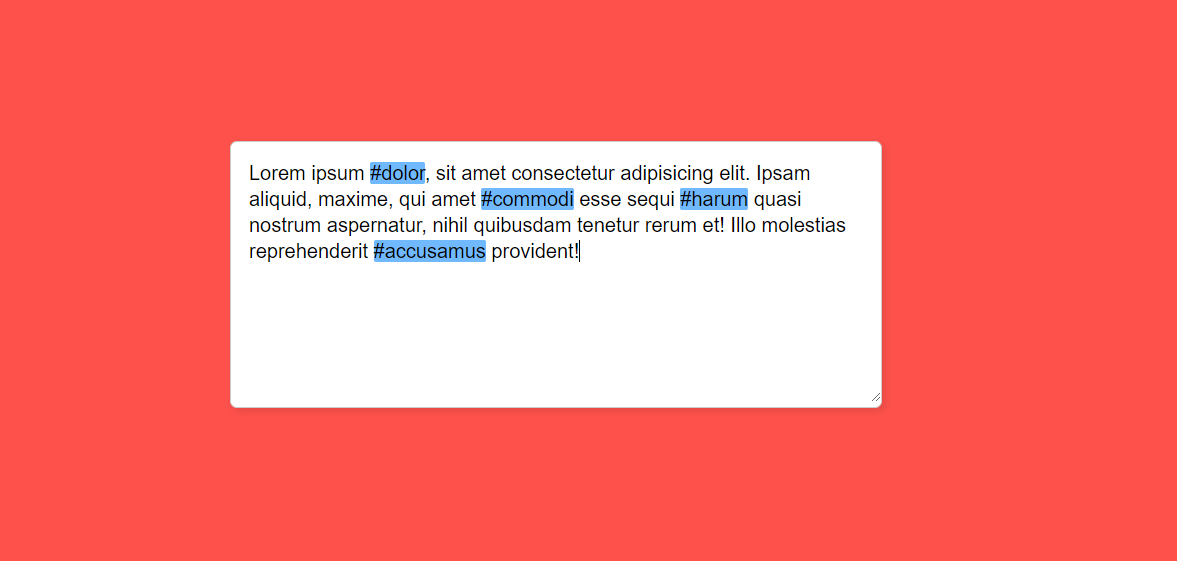 Lorem ipsum #dolor, sit amet consectetur adipisicing elit. Ipsam
aliquid, maxime, qui amet #commodi esse sequi #harum quasi
nostrum aspernatur, nihil quibusdam tenetur rerum et! Illo molestias
reprehenderit #accusamus provident!